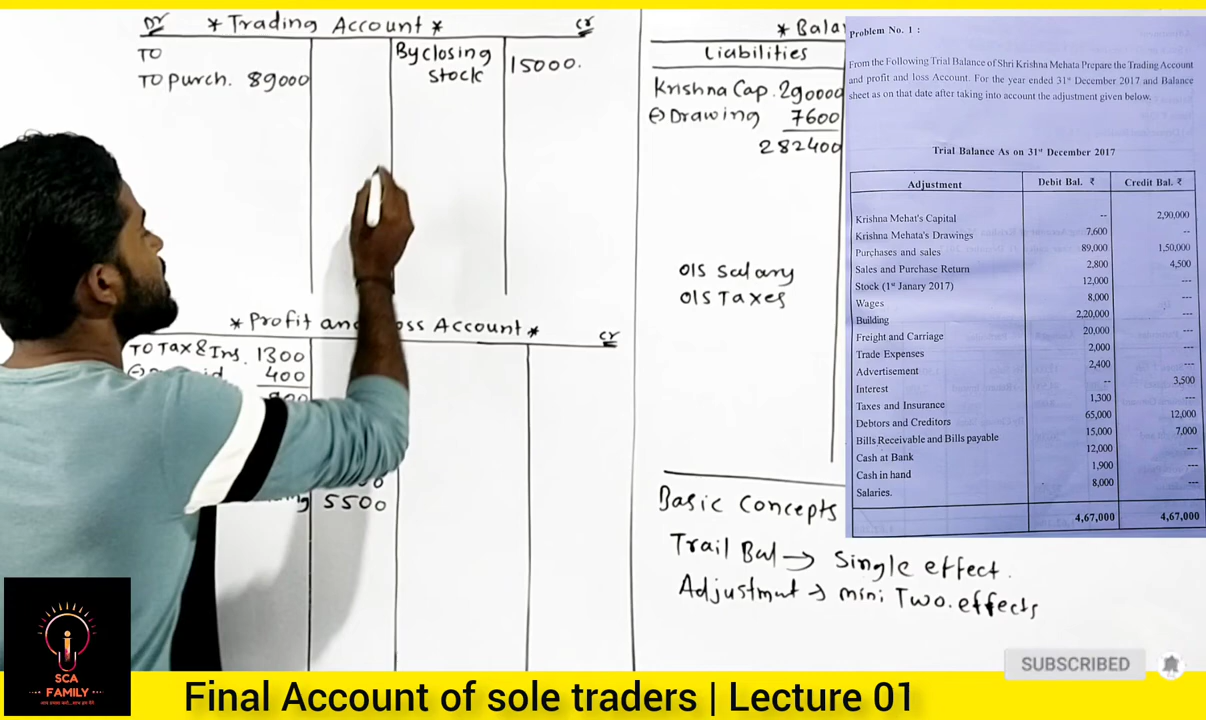 Dr * Trading Account * Cr
TO
TO Purch. 89000
By closing
stock 15000.
* Profit and oss Account * Cr
TO Tax & Ins. 1300
400
5500
* Bala
Liabilities
Krishna Cap. 290000
(-) Drawing 7600
282400
O/S Salary
O/S Taxes
Basic Concepts
Trail Bal → Single effect.
Adjustmut → mini Two. effects
Problem No. 1 :
From the Following Trial Balance of Shri Krishna Mehata Prepare the Trading Account
and profit and loss Account. For the year ended 31st December 2017 and Balance
sheet as on that date after taking into account the adjustment given below.
Trial Balance As on 31st December 2017
Adjustment Debit Bal. ₹ Credit Bal. ₹
Krishna Mehat's Capital -- 2,90,000
Krishna Mehata's Drawings 7,600 --
Purchases and sales 89,000 1,50,000
Sales and Purchase Return 2,800 4,500
Stock (1st Janary 2017) 12,000 ---
Wages 8,000 ---
Building 2,20,000 ---
Freight and Carriage 20,000 ---
Trade Expenses 2,000 ---
Advertisement 2,400 ---
Interest -- 3,500
Taxes and Insurance 1,300 ---
Debtors and Creditors 65,000 12,000
Bills Receivable and Bills payable 15,000 7,000
Cash at Bank 12,000 ---
Cash in hand 1,900 ---
Salaries. 8,000 ---
4,67,000 4,67,000
SUBSCRIBED
SCA
FAMILY
Final Account of sole traders | Lecture 01